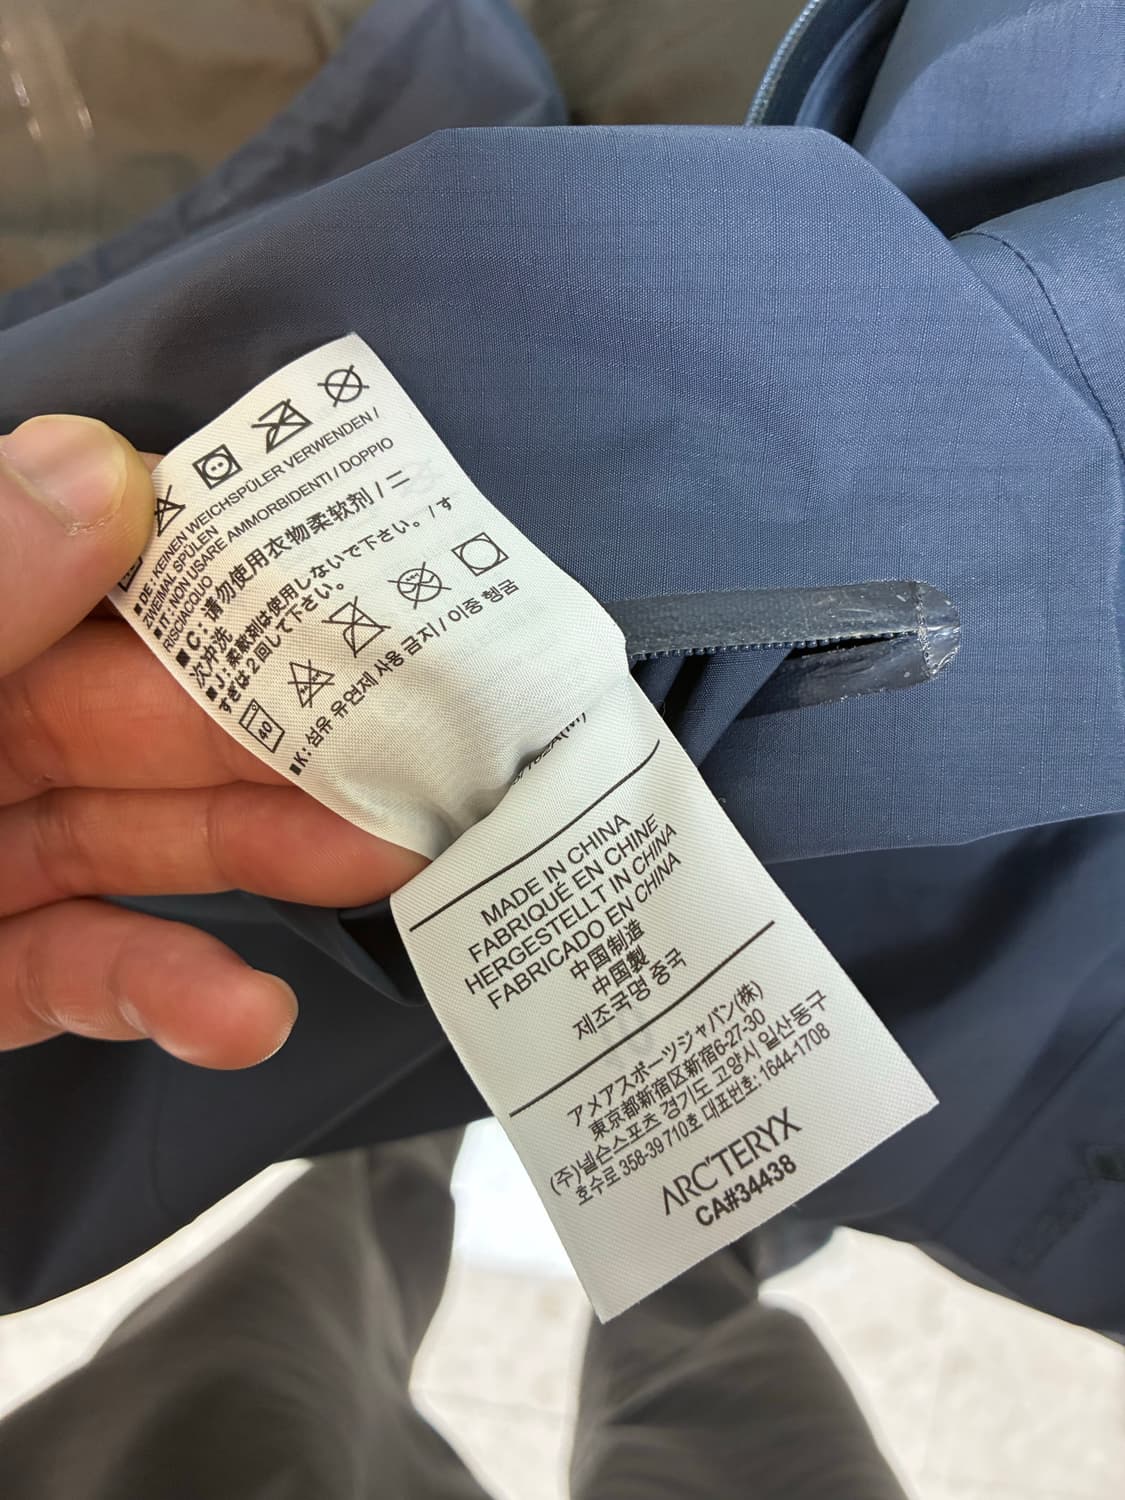 ■DE: KEINEN WEICHSPÜLER VERWENDEN /
ZWEIMAL SPÜLEN
■IT: NON USARE AMMORBIDENTI / DOPPIO
RISCIACQUO
■C: 请勿使用衣物柔软剂 / 二
次冲洗
■J: 柔軟剤は使用しないで下さい。/ す
すぎは2回して下さい。
40
■K: 섬유 유연제 사용 금지 / 이중 헹굼
MADE IN CHINA
FABRIQUÉ EN CHINE
HERGESTELLT IN CHINA
FABRICADO EN CHINA
中国制造
中国製
제조국명 중국
アメアスポーツジャパン(株)
東京都新宿区新宿6-27-30
(주)넬슨스포츠 경기도 고양시 일산동구
호수로 358-39 710호 대표번호: 1644-1708
ARC'TERYX
CA#34438